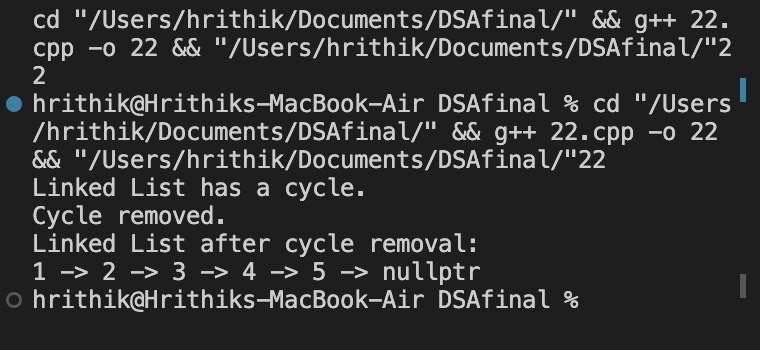 cd "/Users/hrithik/Documents/DSAfinal/" && g++ 22.
cpp -o 22 && "/Users/hrithik/Documents/DSAfinal/"2
2
hrithik@Hrithiks-MacBook-Air DSAfinal % cd "/Users
/hrithik/Documents/DSAfinal/" && g++ 22.cpp -o 22
&& "/Users/hrithik/Documents/DSAfinal/"22
Linked List has a cycle.
Cycle removed.
Linked List after cycle removal:
1 -> 2 -> 3 -> 4 -> 5 -> nullptr
hrithik@Hrithiks-MacBook-Air DSAfinal %